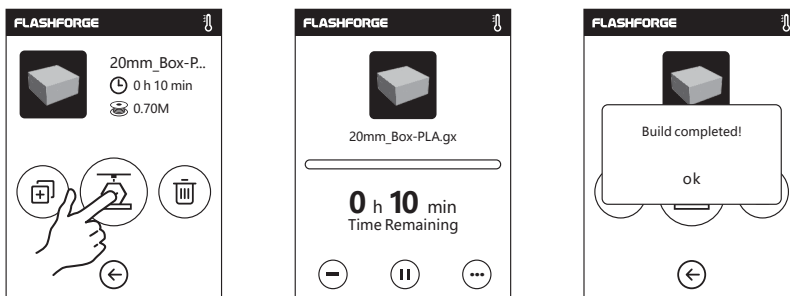 FLASHFORGE
20mm_Box-P...
0 h 10 min
0.70M
FLASHFORGE
20mm_Box-PLA.gx
0 h 10 min
Time Remaining
FLASHFORGE
Build completed!
ok